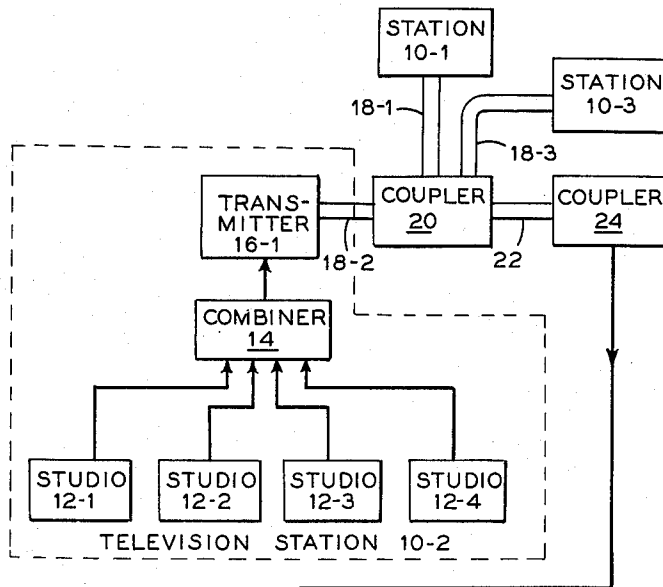 STATION
10-1
STATION
10-3
18-1
18-3
TRANS-
MITTER
16-1
COUPLER
20
COUPLER
24
18-2
22
COMBINER
14
STUDIO
12-1
STUDIO
12-2
STUDIO
12-3
STUDIO
12-4
TELEVISION STATION 10-2